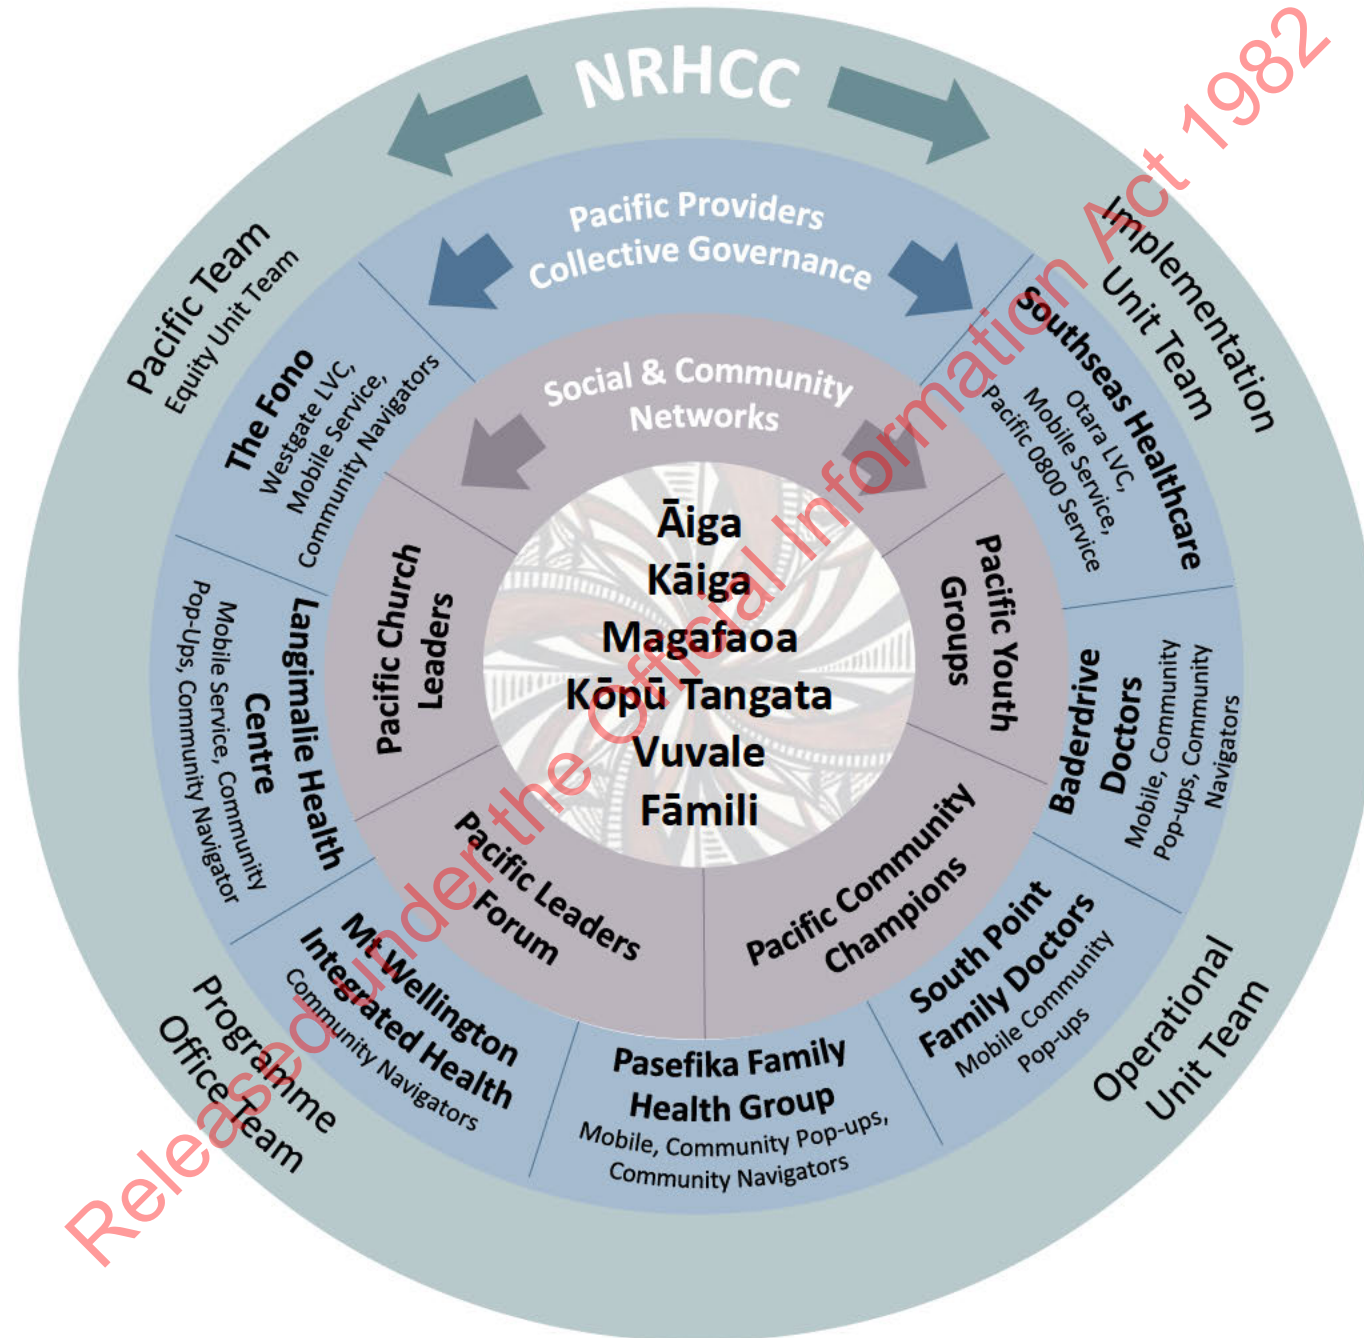 NRHCC
Pacific Team
Equity Unit Team
Implementation
Unit Team
Operational
Unit Team
Programme
Office Team
Pacific Providers
Collective Governance
The Fono
Westgate LVC,
Mobile Service,
Community Navigators
Southseas Healthcare
Otara LVC,
Mobile Service,
Pacific 0800 Service
Baderdrive
Doctors
Mobile, Community
Pop-ups, Community
Navigators
South Point
Family Doctors
Mobile Community
Pop-ups
Pasefika Family
Health Group
Mobile, Community Pop-ups,
Community Navigators
Mt Wellington
Integrated Health
Community Navigators
Langimalie Health
Centre
Mobile Service, Community
Pop-Ups, Community Navigator
Social & Community
Networks
Pacific Church
Leaders
Pacific Youth
Groups
Pacific Community
Champions
Pacific Leaders
Forum
Āiga
Kāiga
Magafaoa
Kōpū Tangata
Vuvale
Fāmili
Released under the Official Information Act 1982